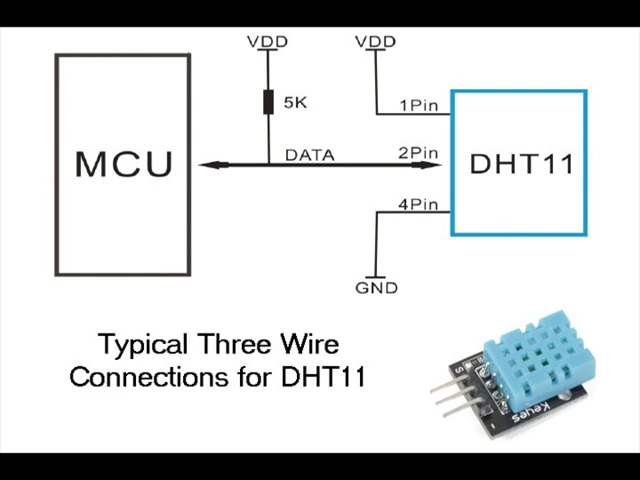 VDD
VDD
5K
1Pin
MCU
DATA
2Pin
DHT11
4Pin
GND
Typical Three Wire
Connections for DHT11
S
Keyes